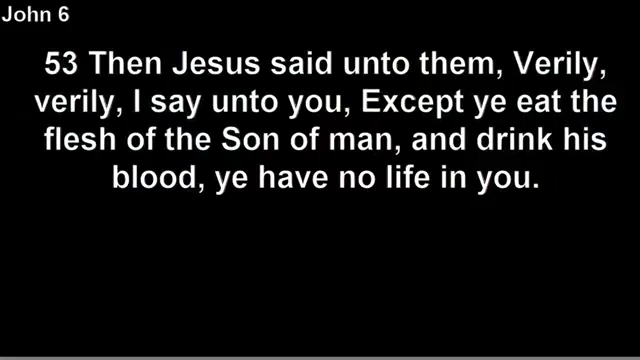 John 6
53 Then Jesus said unto them, Verily,
verily, I say unto you, Except ye eat the
flesh of the Son of man, and drink his
blood, ye have no life in you.